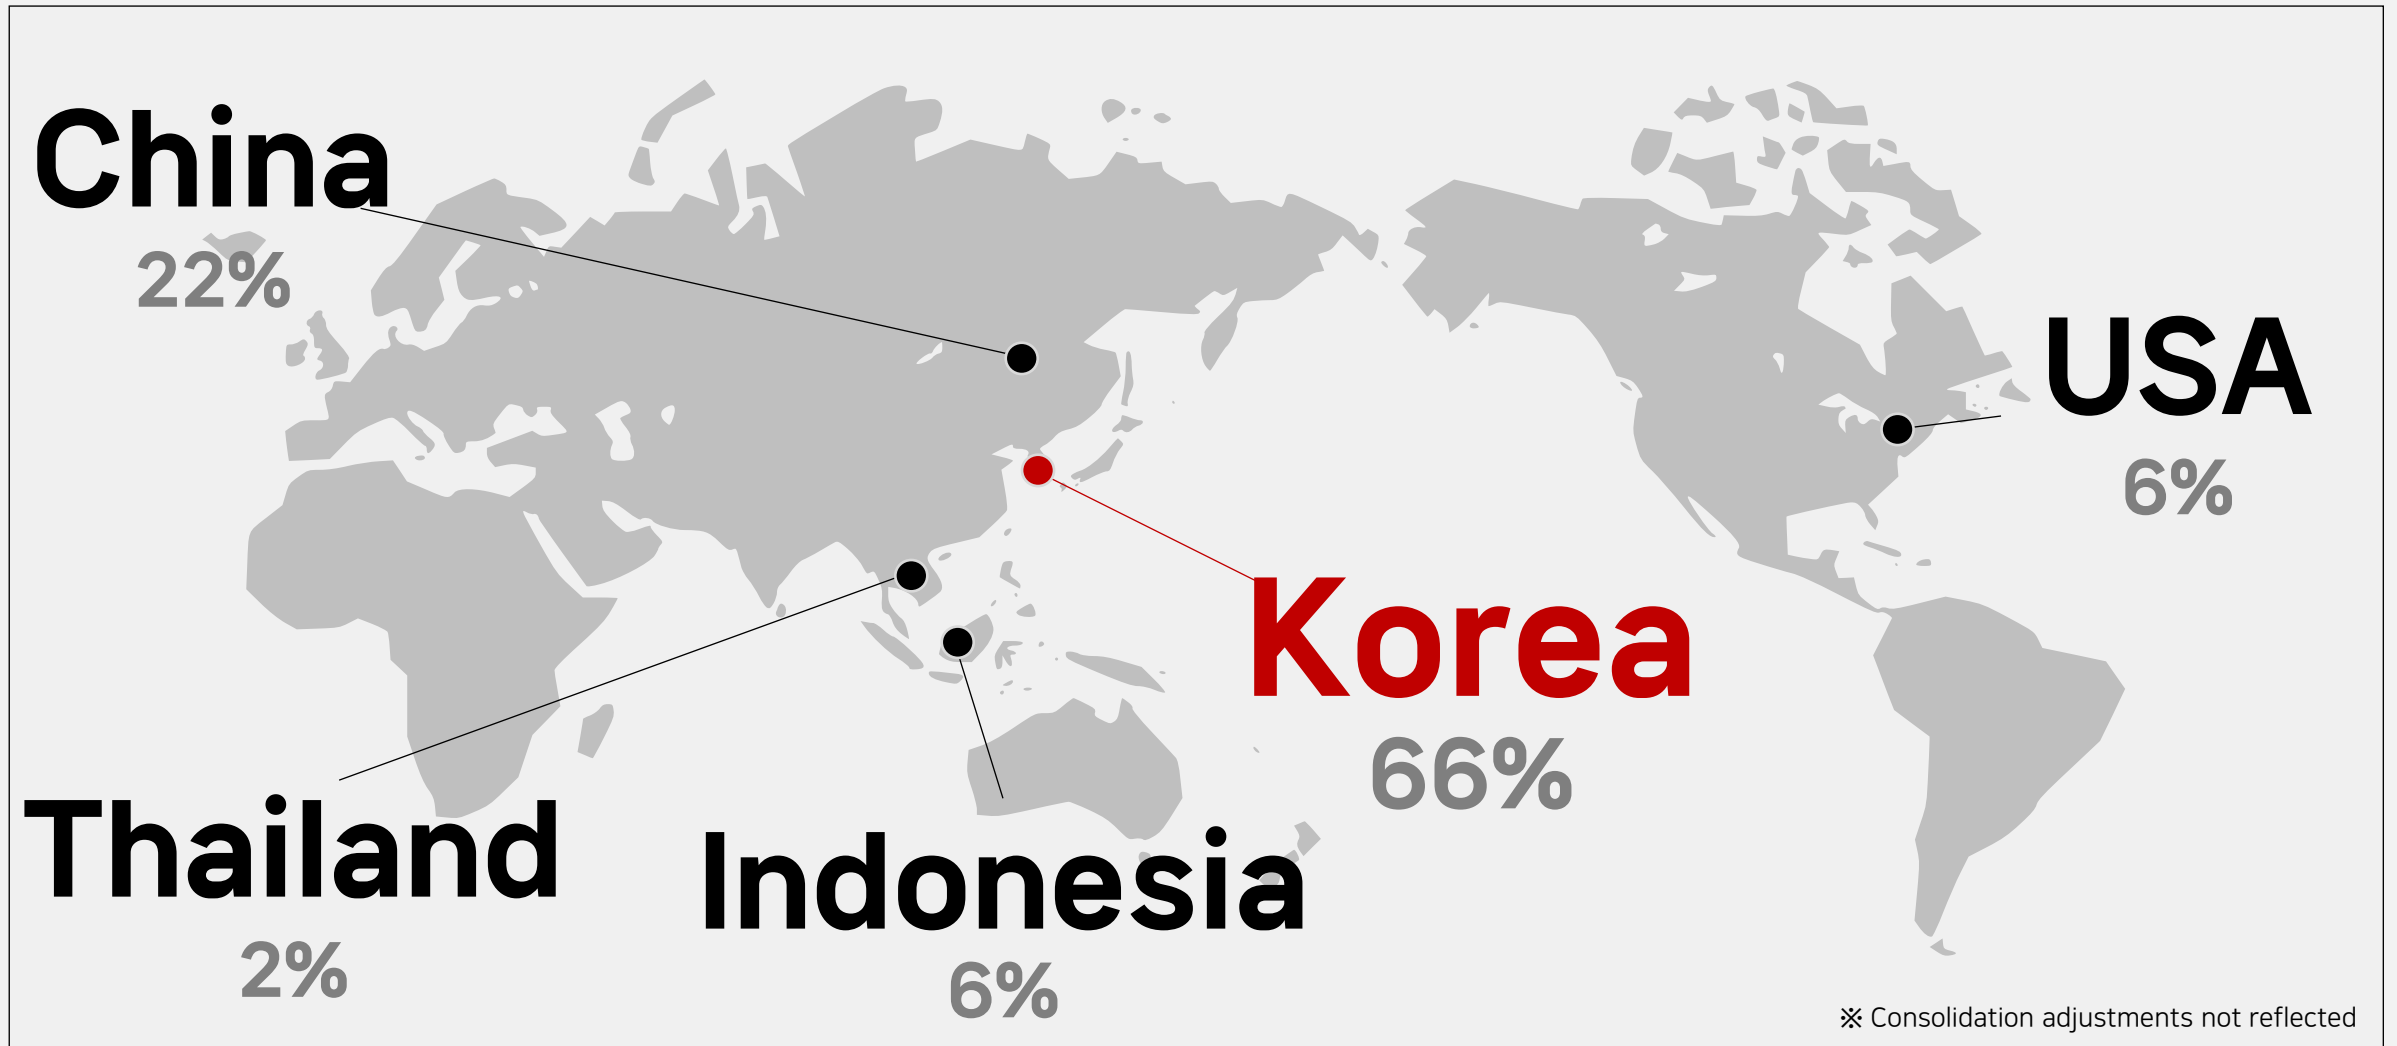 China
22%
USA
6%
Korea
66%
Thailand
2%
Indonesia
6%
※ Consolidation adjustments not reflected